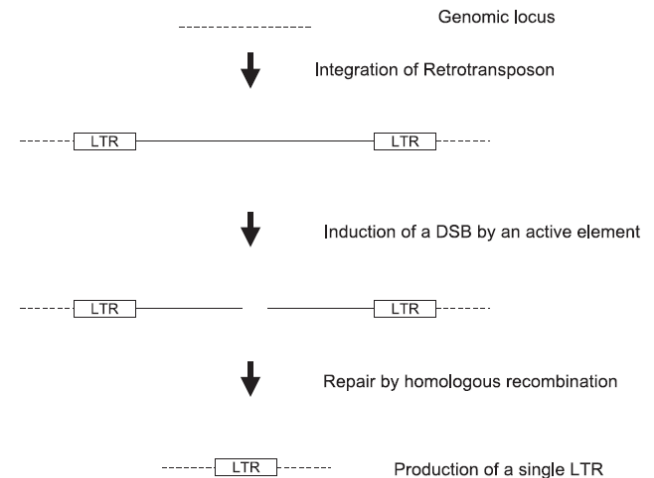 Genomic locus
Integration of Retrotransposon
LTR LTR
Induction of a DSB by an active element
LTR LTR
Repair by homologous recombination
LTR Production of a single LTR